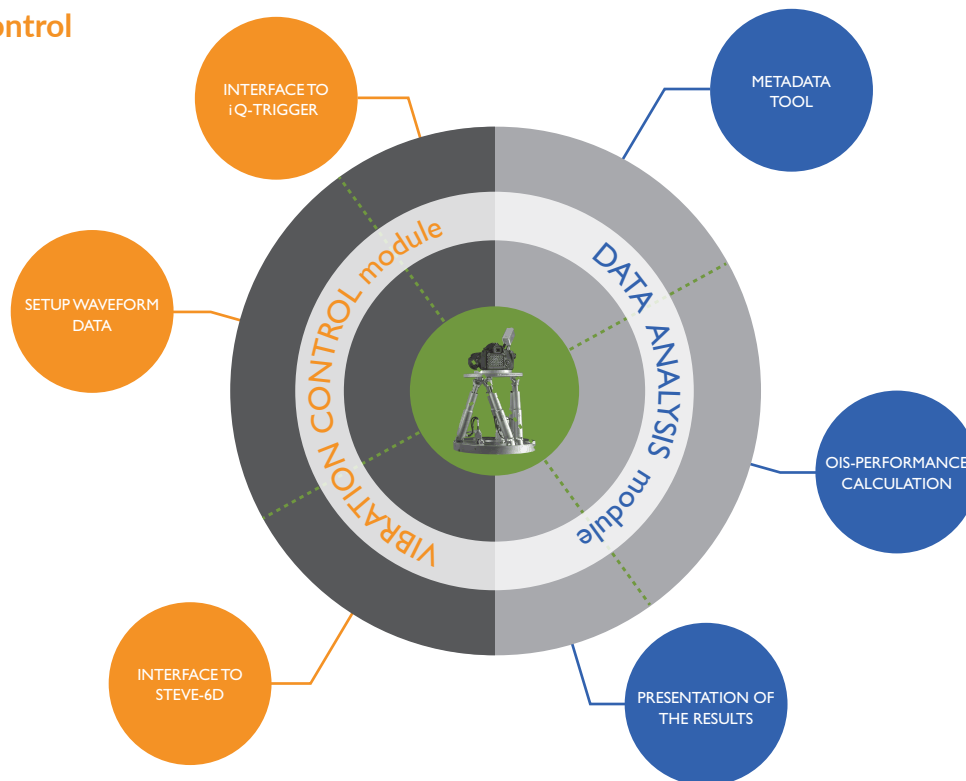 ontrol
INTERFACE TO
iQ-TRIGGER
METADATA
TOOL
SETUP WAVEFORM
DATA
VIBRATION CONTROL module
DATA ANALYSIS module
OIS-PERFORMANCE
CALCULATION
INTERFACE TO
STEVE-6D
PRESENTATION OF
THE RESULTS